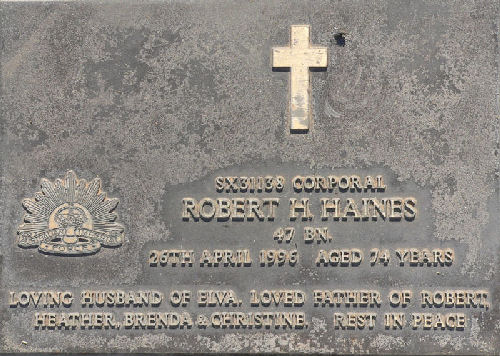 SX31138 CORPORAL
ROBERT H. HAINES
47, BN.
26TH APRIL 1996 AGED 74 YEARS
LOVING HUSBAND OF ELVA. LOVED FATHER OF ROBERT,
HEATHER, BRENDA & CHRISTINE. REST IN PEACE